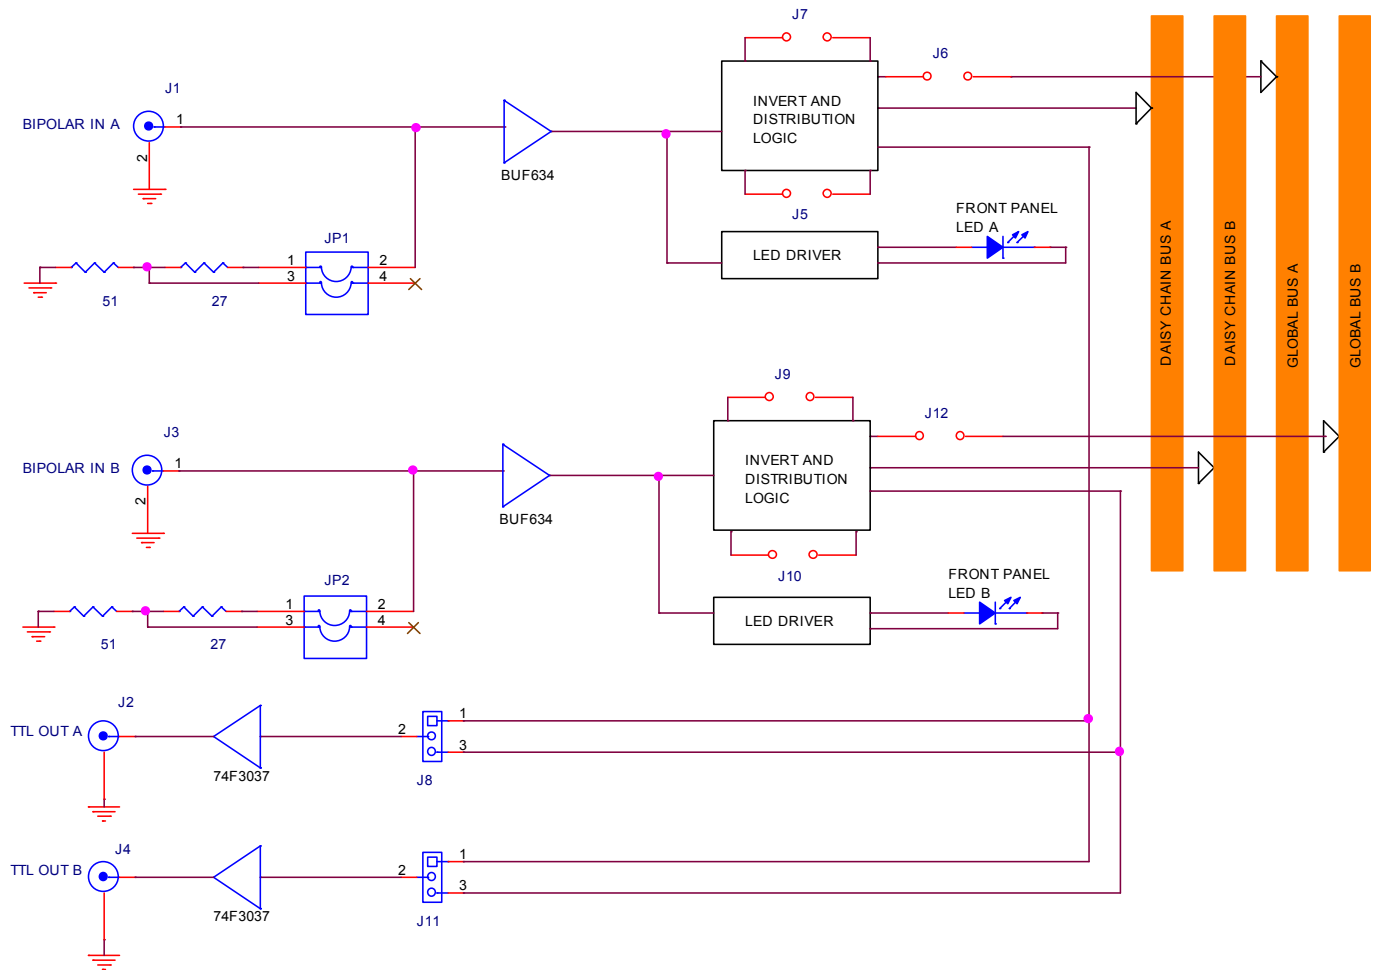 J7
J6
J1
BIPOLAR IN A
1
2
BUF634
INVERT AND
DISTRIBUTION
LOGIC
J5
FRONT PANEL
LED A
LED DRIVER
JP1
1
3
2
4
51
27
DAISY CHAIN BUS A
DAISY CHAIN BUS B
GLOBAL BUS A
GLOBAL BUS B
J9
J12
J3
BIPOLAR IN B
1
2
BUF634
INVERT AND
DISTRIBUTION
LOGIC
J10
FRONT PANEL
LED B
LED DRIVER
JP2
1
3
2
4
51
27
J2
TTL OUT A
74F3037
2
1
3
J8
J4
TTL OUT B
74F3037
2
1
3
J11